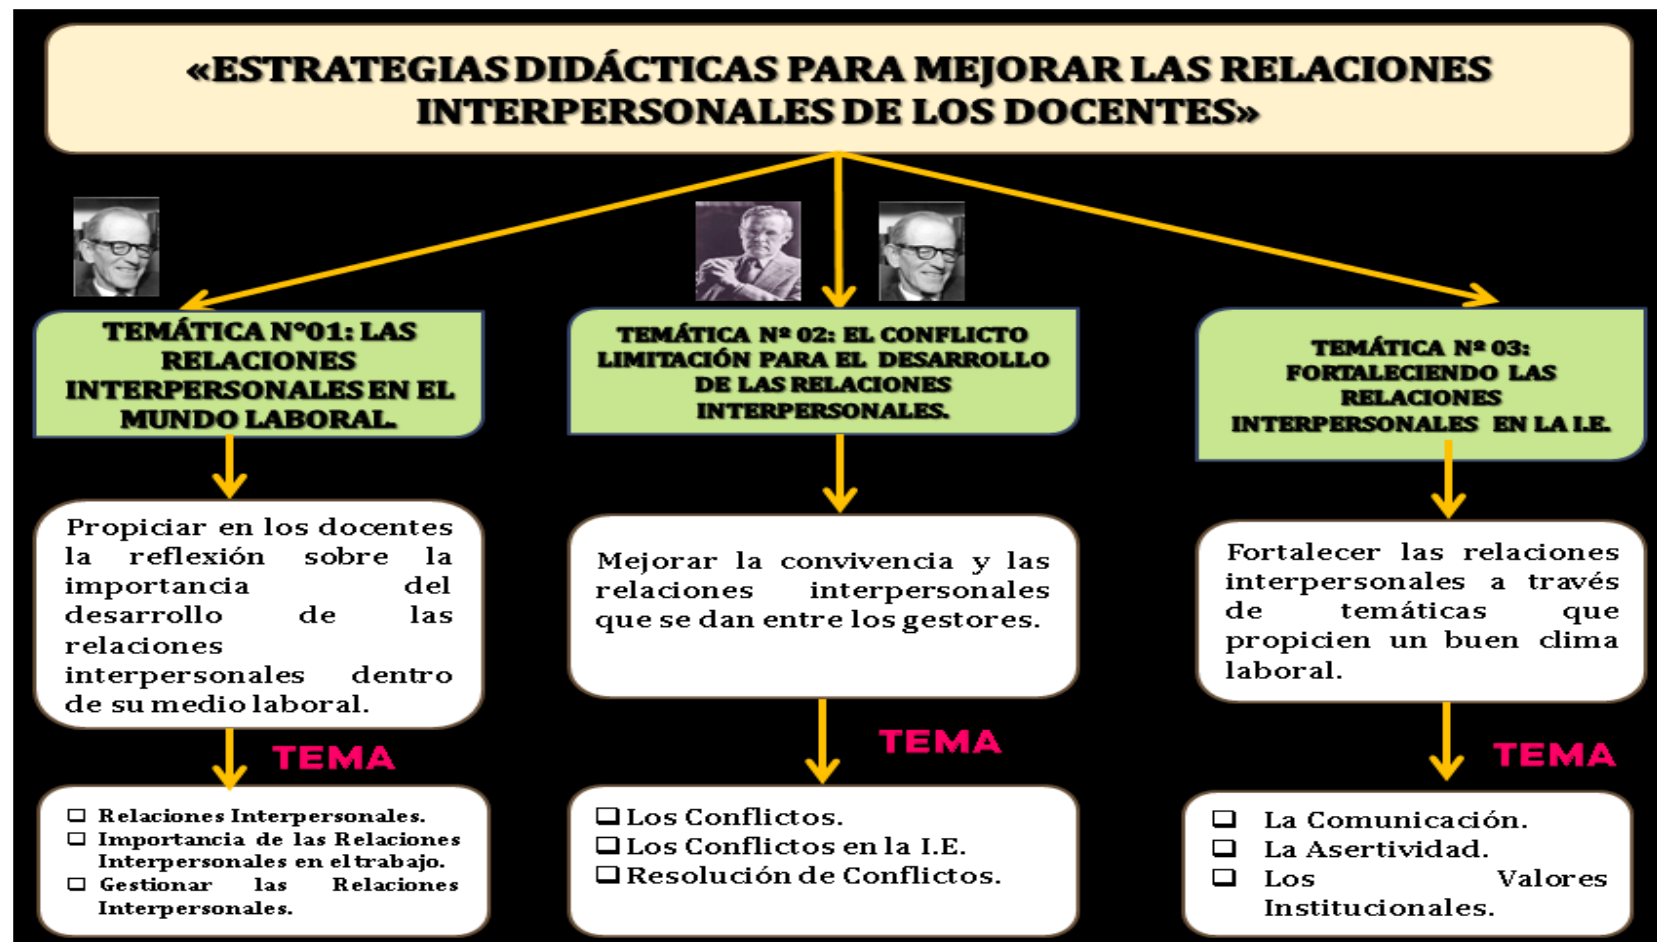 «ESTRATEGIAS DIDÁCTICAS PARA MEJORAR LAS RELACIONES
INTERPERSONALES DE LOS DOCENTES»
TEMÁTICA N°01: LAS
RELACIONES
INTERPERSONALES EN EL
MUNDO LABORAL.
Propiciar en los docentes
la reflexión sobre la
importancia del
desarrollo de las
relaciones
interpersonales dentro
de su medio laboral.
TEMA
❑ Relaciones Interpersonales.
❑ Importancia de las Relaciones
Interpersonales en el trabajo.
❑ Gestionar las Relaciones
Interpersonales.
TEMÁTICA Nº 02: EL CONFLICTO
LIMITACIÓN PARA EL DESARROLLO
DE LAS RELACIONES
INTERPERSONALES.
Mejorar la convivencia y las
relaciones interpersonales
que se dan entre los gestores.
TEMA
❑ Los Conflictos.
❑ Los Conflictos en la I.E.
❑ Resolución de Conflictos.
TEMÁTICA Nº 03:
FORTALECIENDO LAS
RELACIONES
INTERPERSONALES EN LA I.E.
Fortalecer las relaciones
interpersonales a través
de temáticas que
propicien un buen clima
laboral.
TEMA
❑ La Comunicación.
❑ La Asertividad.
❑ Los Valores
Institucionales.